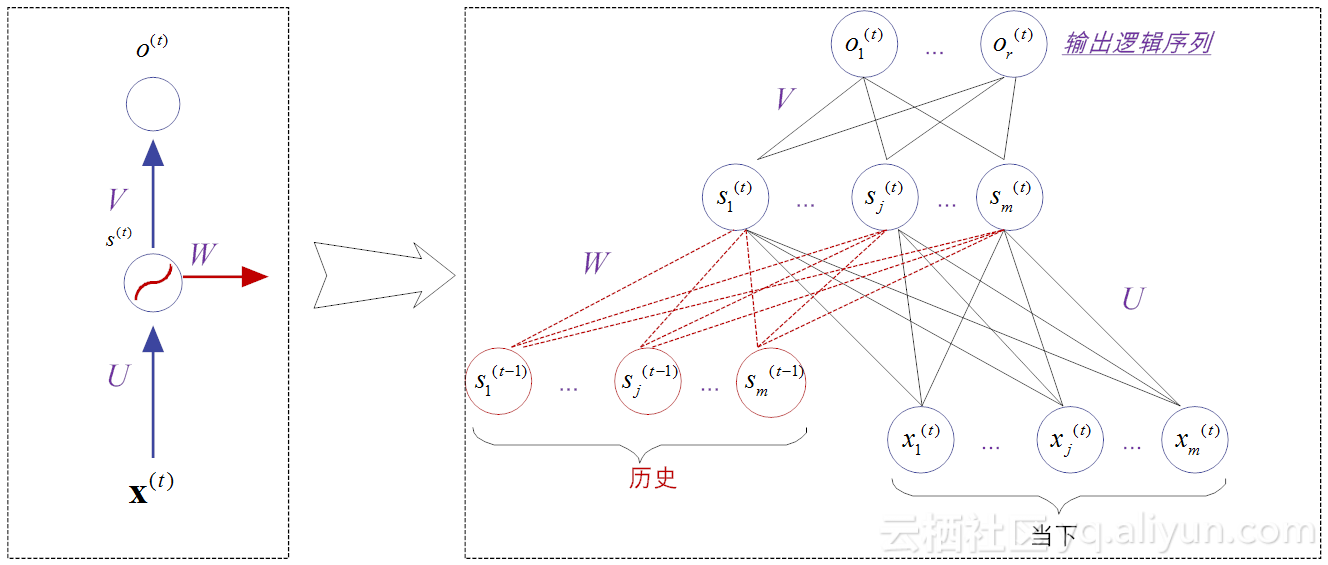 o^(t)
V
s^(t)
W
U
x^(t)
o_1^(t) ... o_r^(t) 输出逻辑序列
V
s_1^(t) ... s_j^(t) ... s_m^(t)
W
U
s_1^(t-1) ... s_j^(t-1) ... s_m^(t-1)
x_1^(t) ... x_j^(t) ... x_m^(t)
历史
当下
云栖社区 yq.aliyun.com